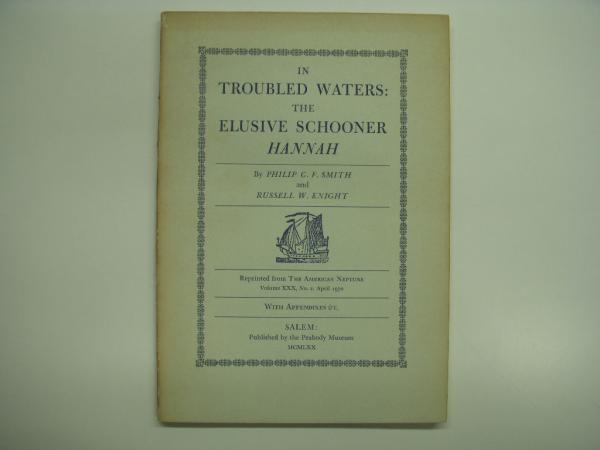 IN
TROUBLED WATERS:
THE
ELUSIVE SCHOONER
HANNAH
By PHILIP C. F. SMITH
and
RUSSELL W. KNIGHT
Reprinted from THE AMERICAN NEPTUNE
Volume XXX, No. 2, April 1970
WITH APPENDIXES &c.
SALEM:
Published by the Peabody Museum
MCMLXX